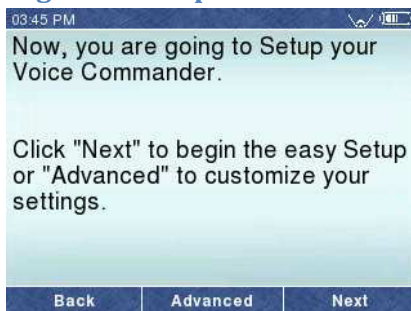 03:45 PM
Now, you are going to Setup your
Voice Commander.
Click "Next" to begin the easy Setup
or "Advanced" to customize your
settings.
Back Advanced Next